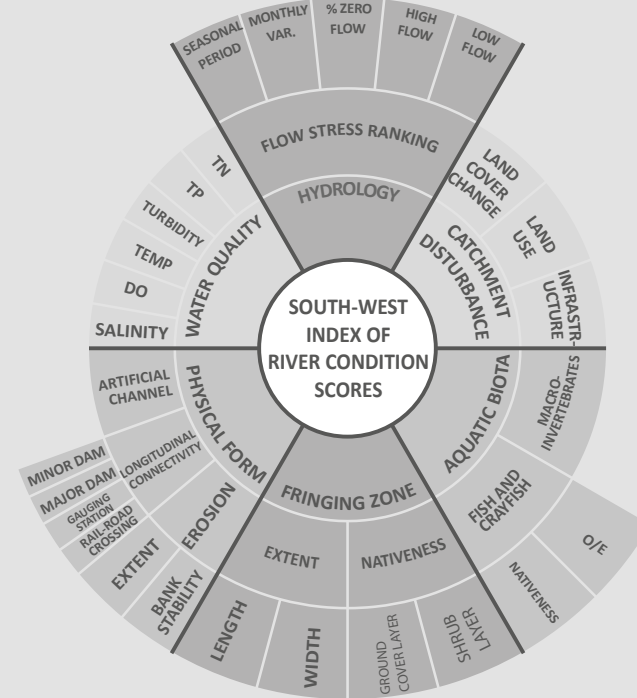 SEASONAL
PERIOD
MONTHLY
VAR.
% ZERO
FLOW
HIGH
FLOW
LOW
FLOW
FLOW STRESS RANKING
HYDROLOGY
TN
TP
TURBIDITY
TEMP
DO
SALINITY
WATER QUALITY
LAND
COVER
CHANGE
LAND
USE
INFRASTR-
UCTURE
CATCHMENT
DISTURBANCE
SOUTH-WEST
INDEX OF
RIVER CONDITION
SCORES
ARTIFICIAL
CHANNEL
PHYSICAL FORM
LONGITUDINAL
CONNECTIVITY
MINOR DAM
MAJOR DAM
GAUGING
STATION
RAIL-ROAD
CROSSING
EROSION
EXTENT
BANK
STABILITY
AQUATIC BIOTA
MACRO-
INVERTEBRATES
FISH AND
CRAYFISH
O/E
NATIVENESS
FRINGING ZONE
EXTENT
NATIVENESS
LENGTH
WIDTH
GROUND
COVER LAYER
SHRUB
LAYER